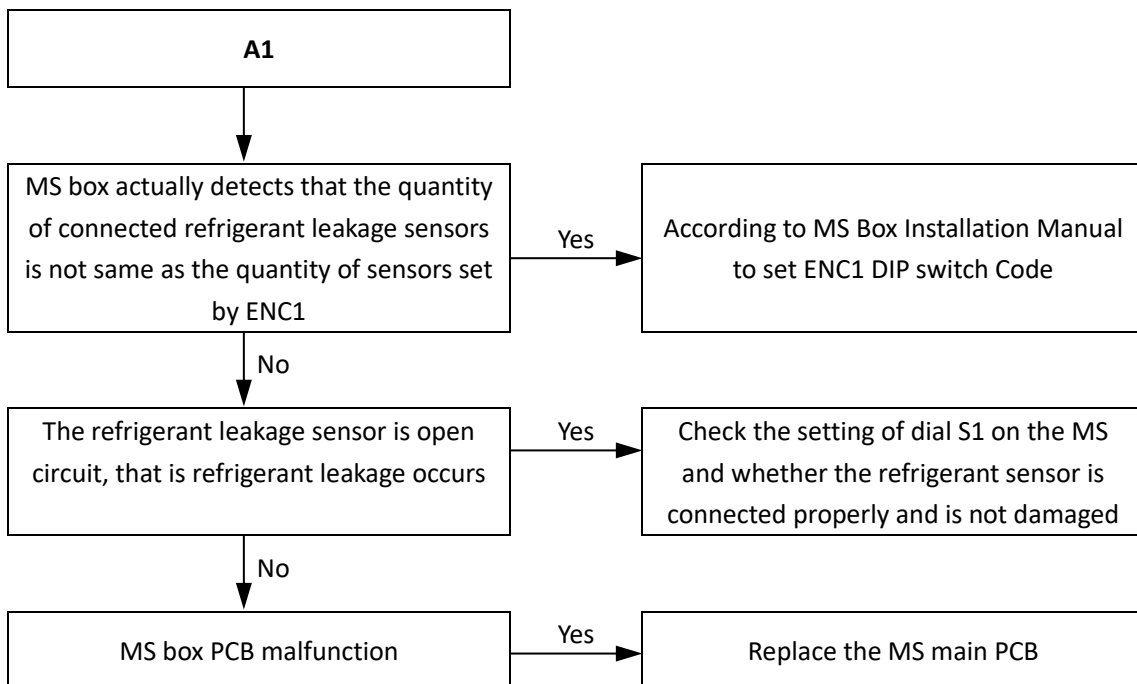 A1
MS box actually detects that the quantity
of connected refrigerant leakage sensors
is not same as the quantity of sensors set
by ENC1
Yes
According to MS Box Installation Manual
to set ENC1 DIP switch Code
No
The refrigerant leakage sensor is open
circuit, that is refrigerant leakage occurs
Yes
Check the setting of dial S1 on the MS
and whether the refrigerant sensor is
connected properly and is not damaged
No
MS box PCB malfunction
Yes
Replace the MS main PCB